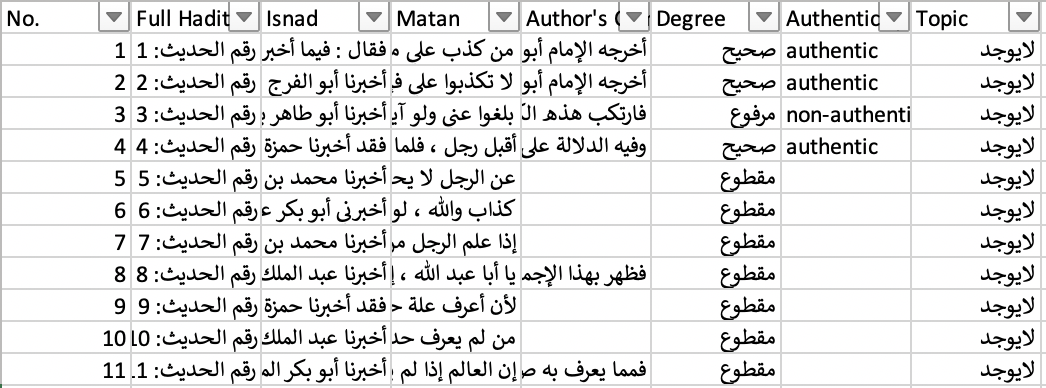 No. Full Hadit Isnad Matan Author's Degree Authentic Topic
1 رقم الحديث: 1 فقال : فيما أخبر من كذب على أخرجه الإمام أبو صحيح authentic لايوجد
2 رقم الحديث: 2 أخبرنا أبو الفرج لا تكذبوا على أخرجه الإمام أبو صحيح authentic لايوجد
3 رقم الحديث: 3 أخبرنا أبو طاهر بلغوا عنى ولو فارتكب هذه مرفوع non-authenti لايوجد
4 رقم الحديث: 4 فقد أخبرنا حمزة أقبل رجل ، فلما وفيه الدلالة على صحيح authentic لايوجد
5 رقم الحديث: 5 أخبرنا محمد بن عن الرجل لا يح مقطوع لايوجد
6 رقم الحديث: 6 أخبرنى أبو بكر كذاب والله ، لو مقطوع لايوجد
7 رقم الحديث: 7 أخبرنا محمد بن إذا علم الرجل مقطوع لايوجد
8 رقم الحديث: 8 أخبرنا عبد الملك يا أبا عبد الله ، فظهر بهذا الإجم مقطوع لايوجد
9 رقم الحديث: 9 فقد أخبرنا حمزة لأن أعرف علة مقطوع لايوجد
10 رقم الحديث: 10 أخبرنا عبد الملك من لم يعرف حد مقطوع لايوجد
11 رقم الحديث: 11 أخبرنا أبو بكر إن العالم إذا لم فمما يعرف به مقطوع لايوجد